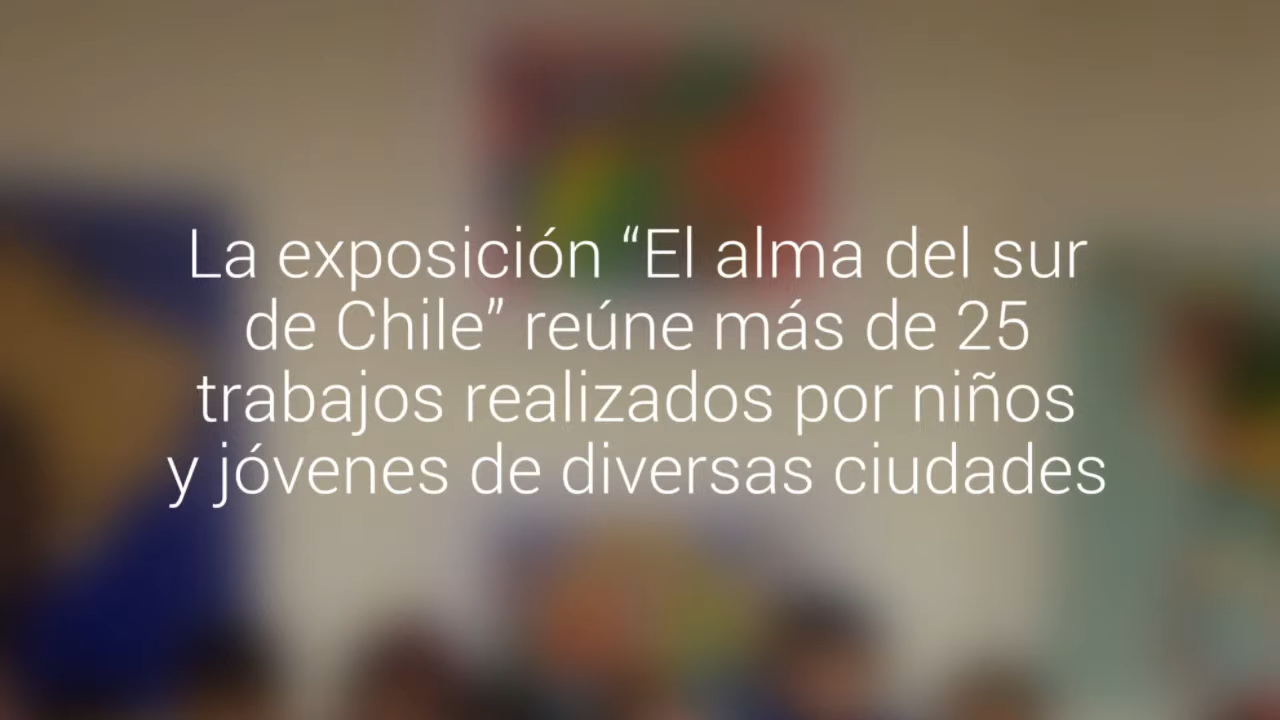 La exposición “El alma del sur
de Chile” reúne más de 25
trabajos realizados por niños
y jóvenes de diversas ciudades